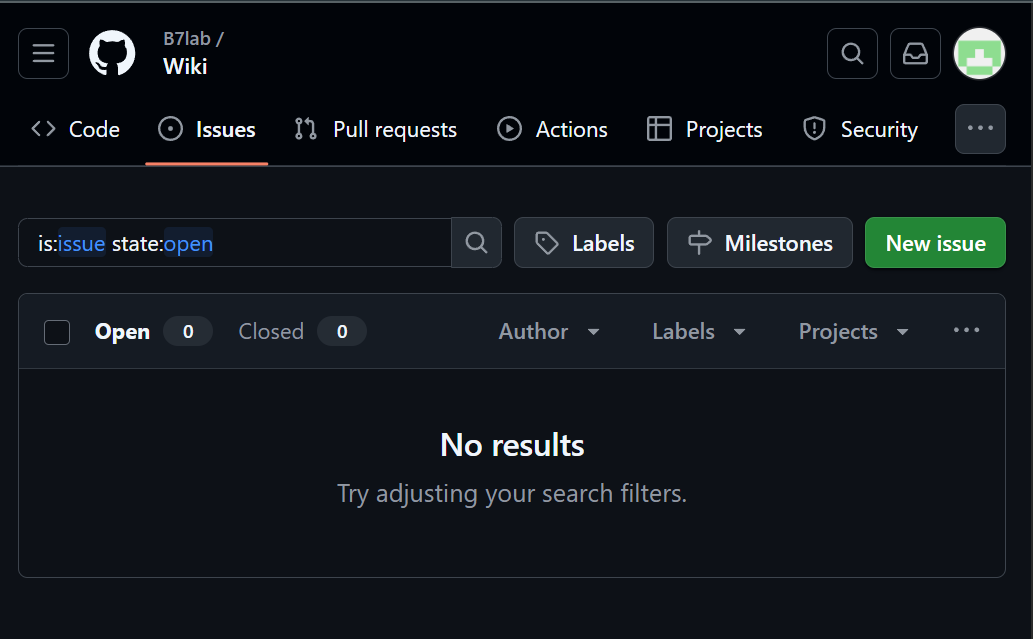 B7lab /
Wiki
Code Issues Pull requests Actions Projects Security
is:issue state:open Labels Milestones New issue
Open 0 Closed 0 Author Labels Projects
No results
Try adjusting your search filters.